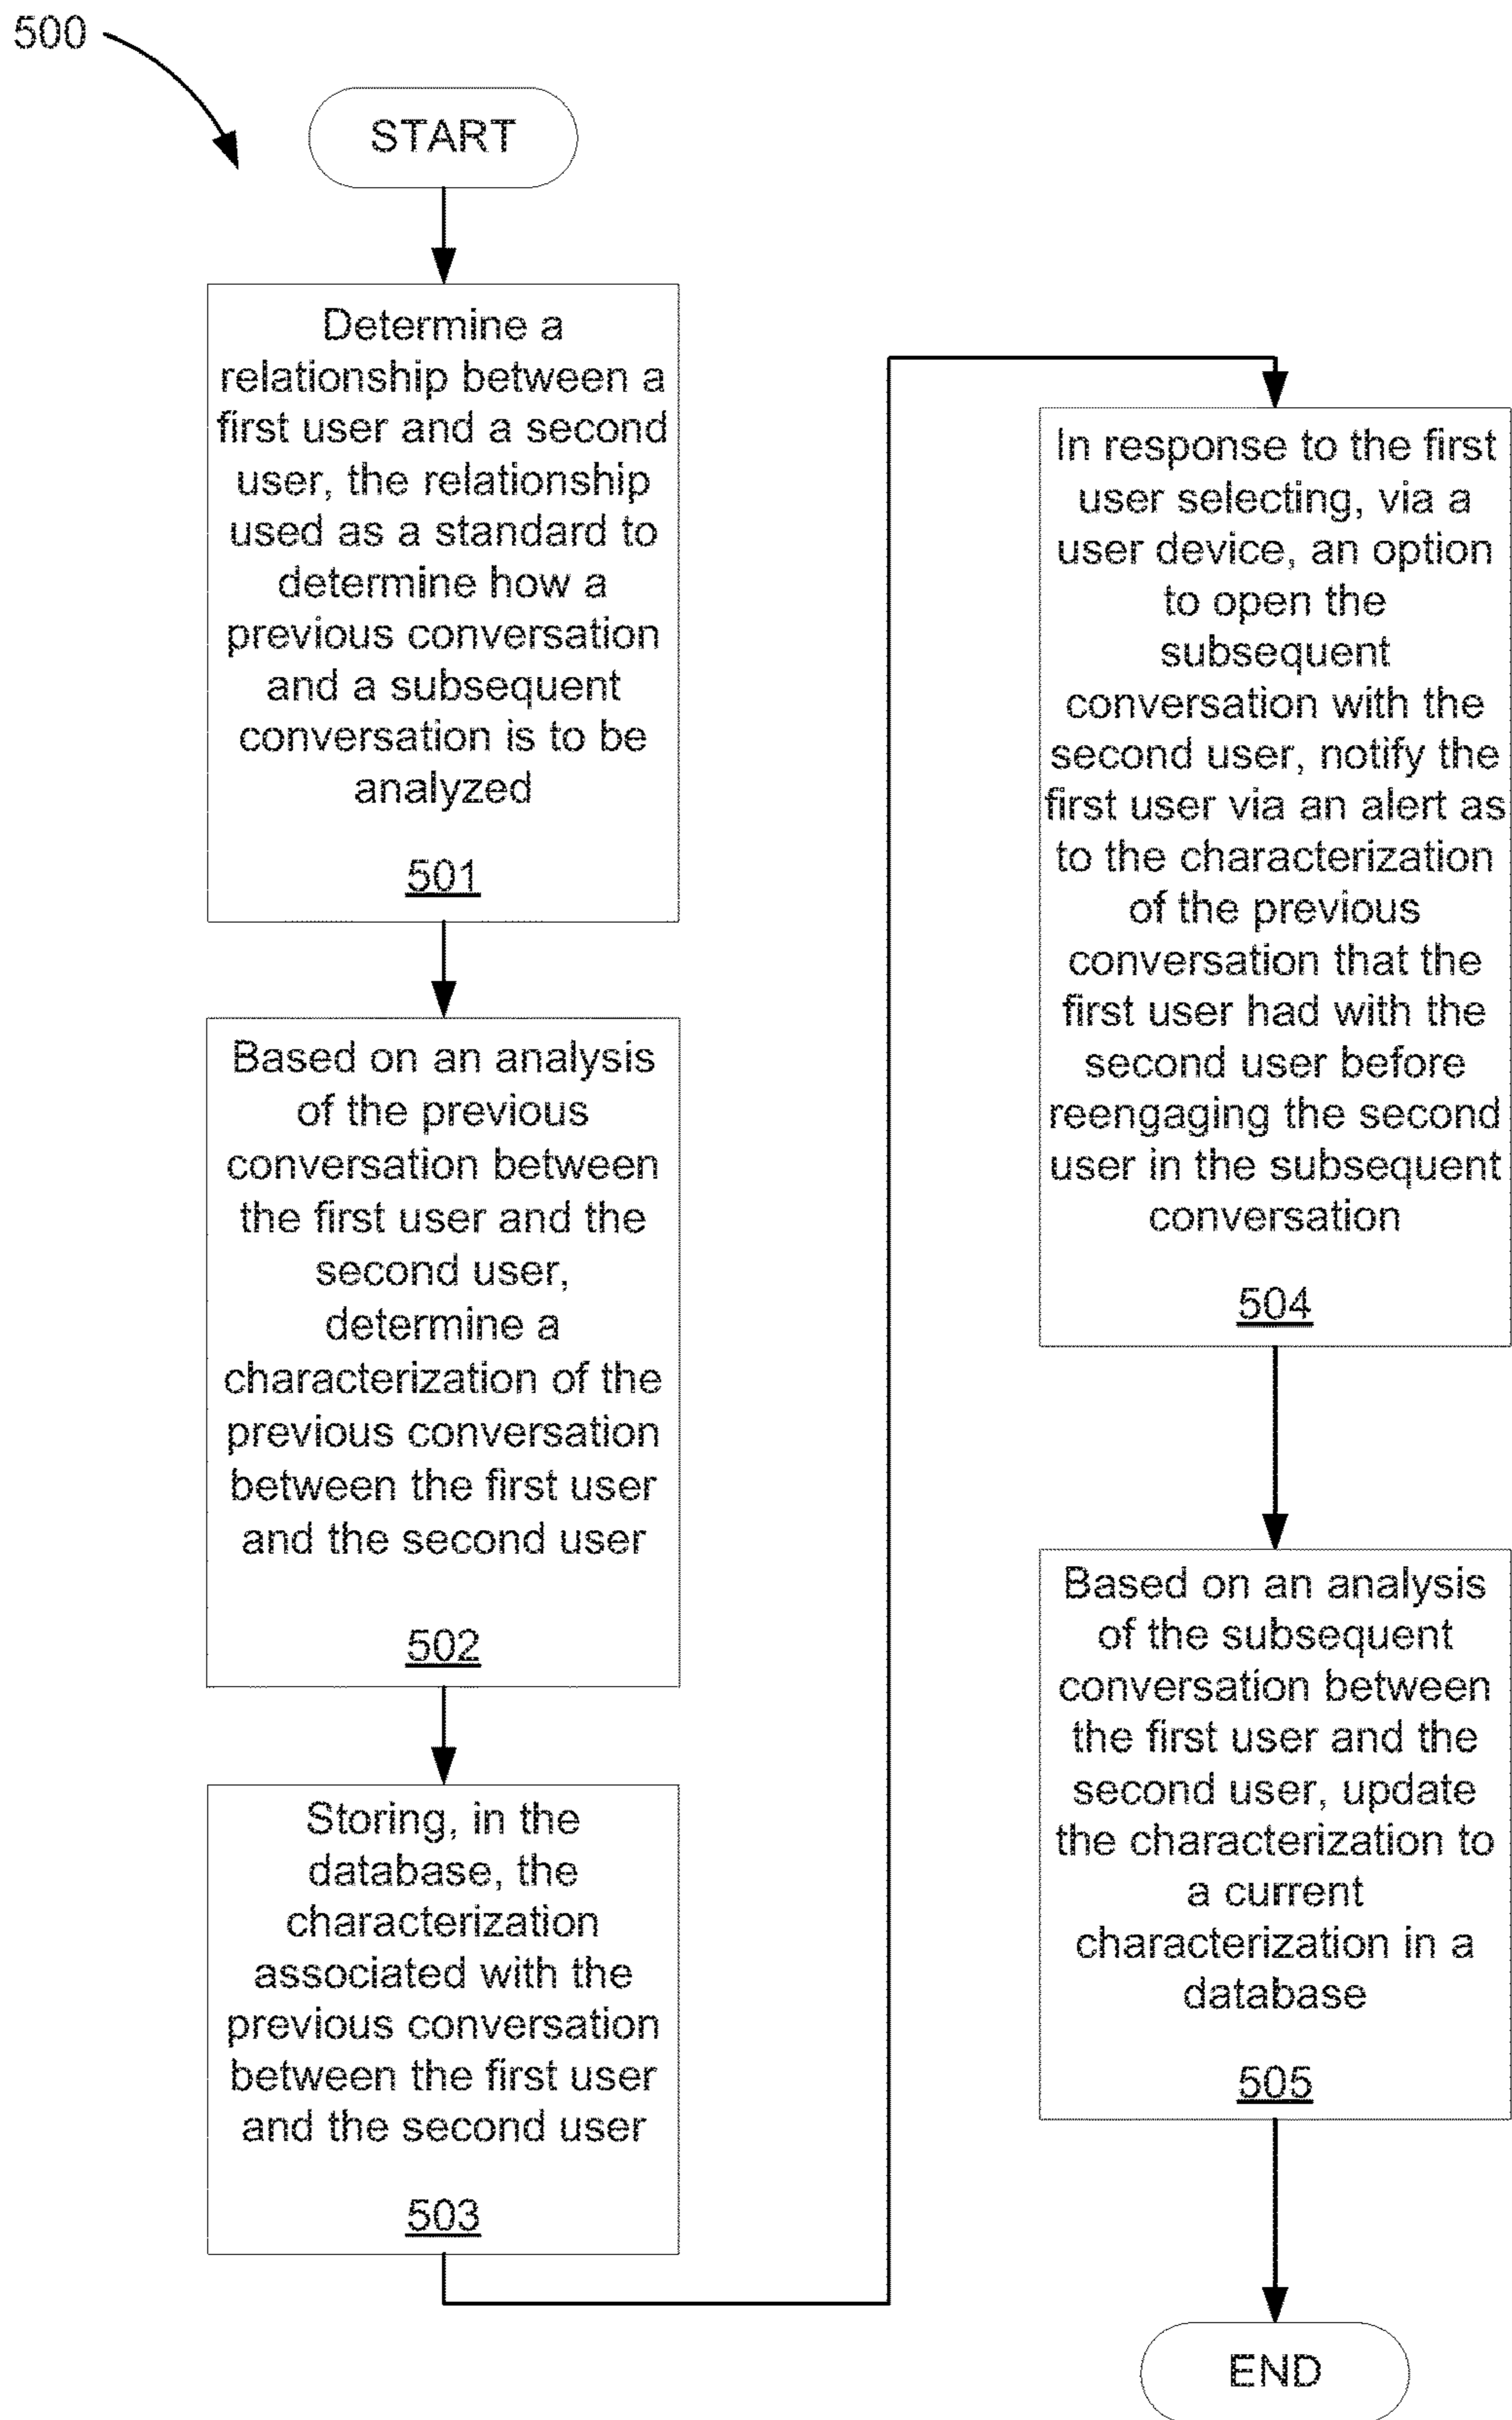 500
START
Determine a
relationship between a
first user and a second
user, the relationship
used as a standard to
determine how a
previous conversation
and a subsequent
conversation is to be
analyzed
501
Based on an analysis
of the previous
conversation between
the first user and the
second user,
determine a
characterization of the
previous conversation
between the first user
and the second user
502
Storing, in the
database, the
characterization
associated with the
previous conversation
between the first user
and the second user
503
In response to the first
user selecting, via a
user device, an option
to open the
subsequent
conversation with the
second user, notify the
first user via an alert as
to the characterization
of the previous
conversation that the
first user had with the
second user before
reengaging the second
user in the subsequent
conversation
504
Based on an analysis
of the subsequent
conversation between
the first user and the
second user, update
the characterization to
a current
characterization in a
database
505
END